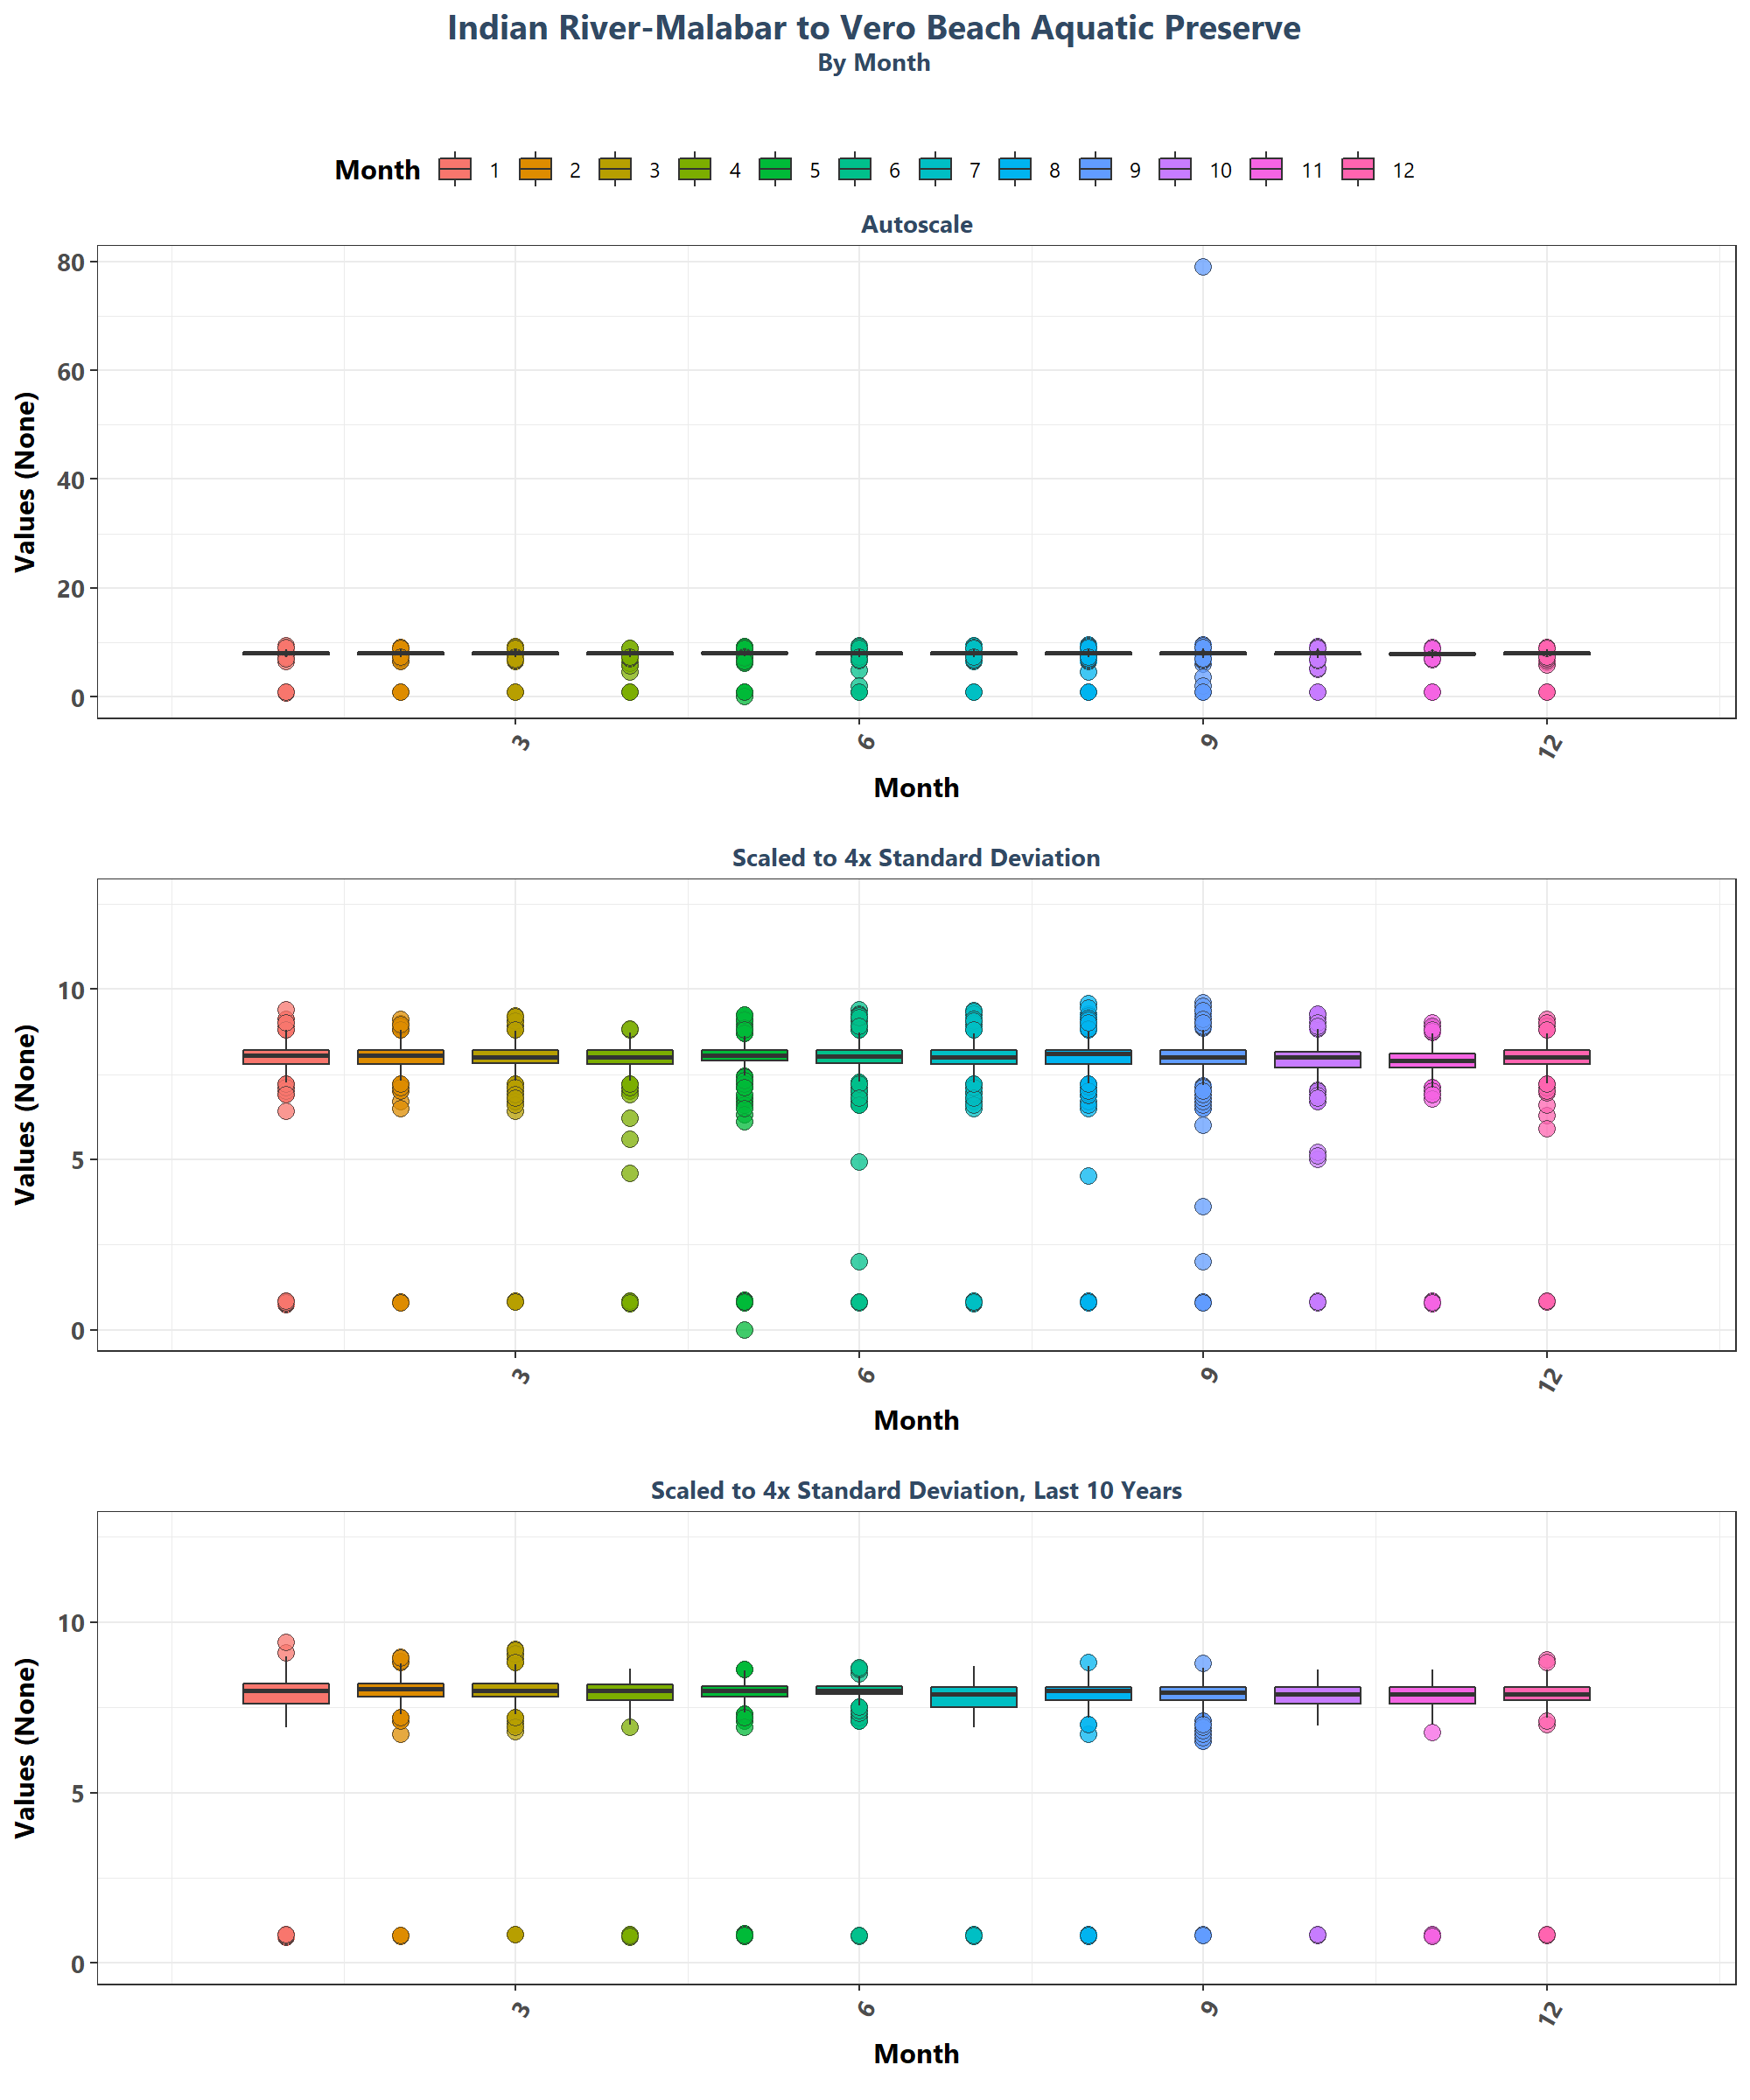 Indian River-Malabar to Vero Beach Aquatic Preserve
By Month
Month 1 2 3 4 5 6 7 8 9 10 11 12
Autoscale
Values (None)
80
60
40
20
0
3 6 9 12
Month
Scaled to 4x Standard Deviation
Values (None)
10
5
0
3 6 9 12
Month
Scaled to 4x Standard Deviation, Last 10 Years
Values (None)
10
5
0
3 6 9 12
Month